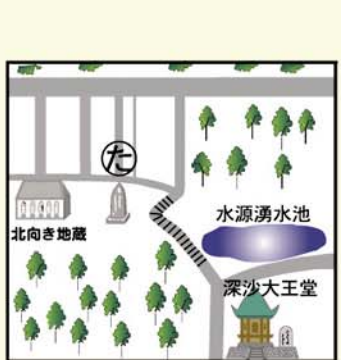 た
水源湧水池
北向き地蔵
深沙大王堂